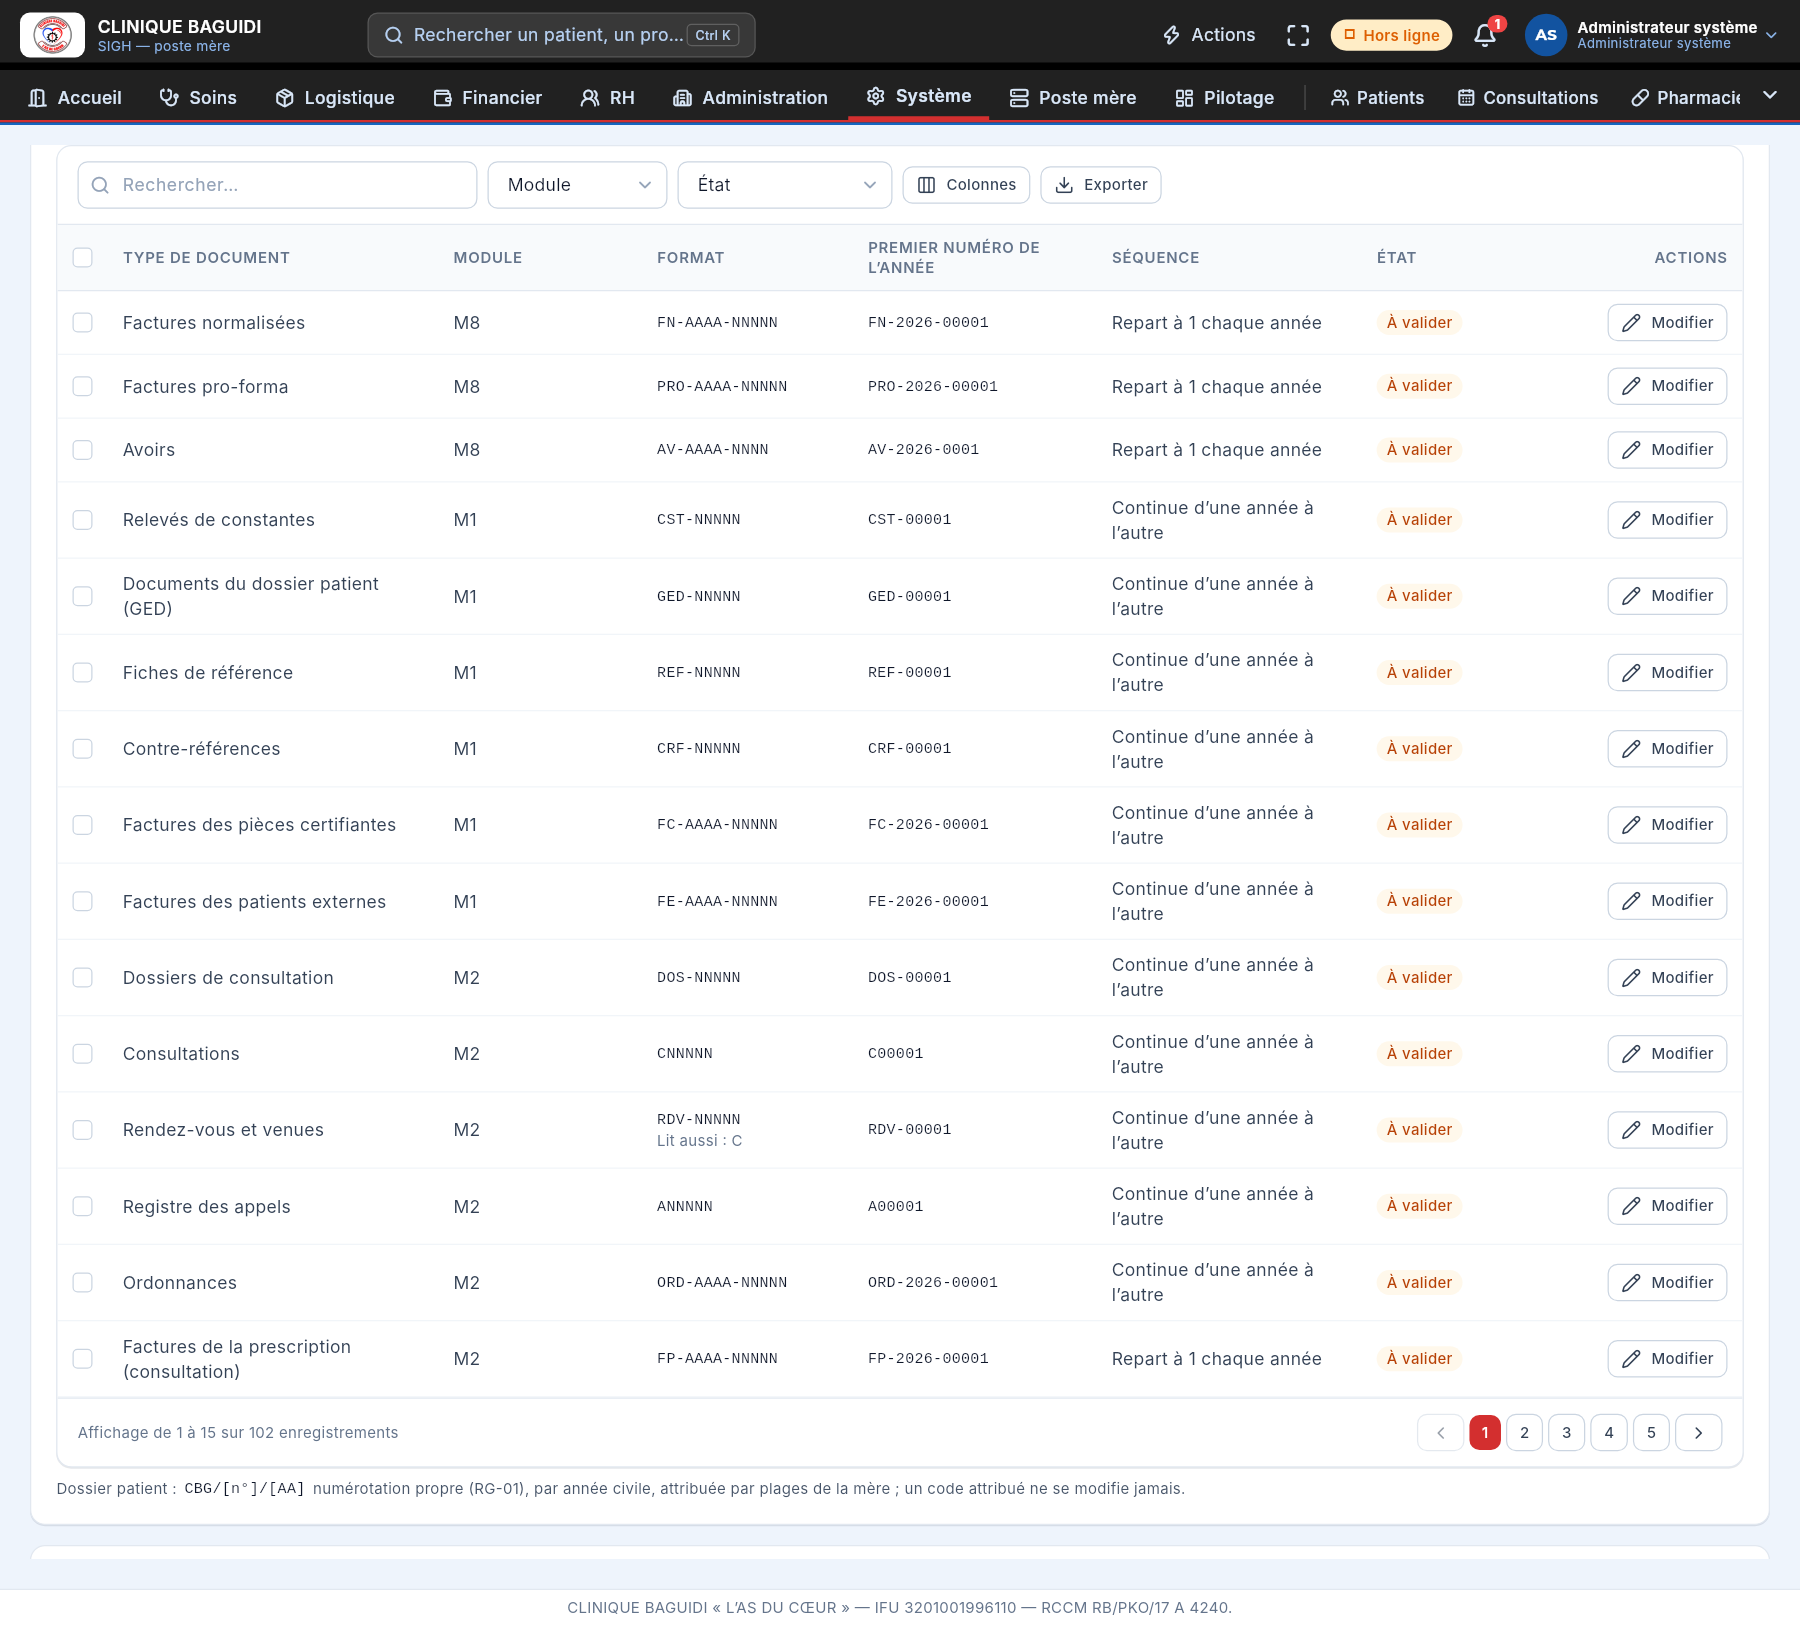 CLINIQUE BAGUIDI
SIGH — poste mère
Rechercher un patient, un pro... Ctrl K
Actions
Hors ligne
1
AS
Administrateur système
Administrateur système
Accueil Soins Logistique Financier RH Administration Système Poste mère Pilotage Patients Consultations Pharmacie
Rechercher... Module État Colonnes Exporter
TYPE DE DOCUMENT MODULE FORMAT PREMIER NUMÉRO DE L’ANNÉE SÉQUENCE ÉTAT ACTIONS
Factures normalisées M8 FN-AAAA-NNNNN FN-2026-00001 Repart à 1 chaque année À valider Modifier
Factures pro-forma M8 PRO-AAAA-NNNNN PRO-2026-00001 Repart à 1 chaque année À valider Modifier
Avoirs M8 AV-AAAA-NNNN AV-2026-0001 Repart à 1 chaque année À valider Modifier
Relevés de constantes M1 CST-NNNNN CST-00001 Continue d’une année à l’autre À valider Modifier
Documents du dossier patient (GED) M1 GED-NNNNN GED-00001 Continue d’une année à l’autre À valider Modifier
Fiches de référence M1 REF-NNNNN REF-00001 Continue d’une année à l’autre À valider Modifier
Contre-références M1 CRF-NNNNN CRF-00001 Continue d’une année à l’autre À valider Modifier
Factures des pièces certifiantes M1 FC-AAAA-NNNNN FC-2026-00001 Continue d’une année à l’autre À valider Modifier
Factures des patients externes M1 FE-AAAA-NNNNN FE-2026-00001 Continue d’une année à l’autre À valider Modifier
Dossiers de consultation M2 DOS-NNNNN DOS-00001 Continue d’une année à l’autre À valider Modifier
Consultations M2 CNNNNN C00001 Continue d’une année à l’autre À valider Modifier
Rendez-vous et venues M2 RDV-NNNNN Lit aussi : C RDV-00001 Continue d’une année à l’autre À valider Modifier
Registre des appels M2 ANNNNN A00001 Continue d’une année à l’autre À valider Modifier
Ordonnances M2 ORD-AAAA-NNNNN ORD-2026-00001 Continue d’une année à l’autre À valider Modifier
Factures de la prescription (consultation) M2 FP-AAAA-NNNNN FP-2026-00001 Repart à 1 chaque année À valider Modifier
Affichage de 1 à 15 sur 102 enregistrements 1 2 3 4 5
Dossier patient : CBG/[n°]/[AA] numérotation propre (RG-01), par année civile, attribuée par plages de la mère ; un code attribué ne se modifie jamais.
CLINIQUE BAGUIDI « L’AS DU CŒUR » — IFU 3201001996110 — RCCM RB/PKO/17 A 4240.